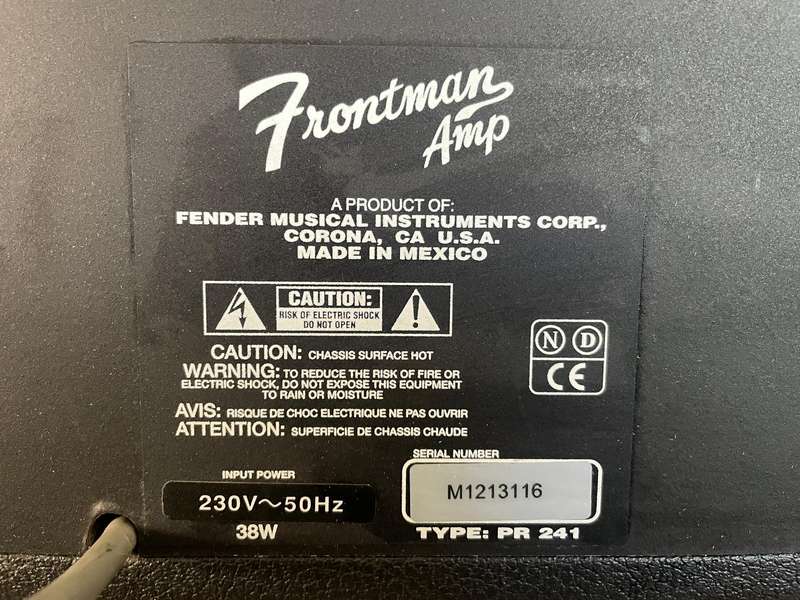 Frontman
Amp
A PRODUCT OF:
FENDER MUSICAL INSTRUMENTS CORP.,
CORONA, CA U.S.A.
MADE IN MEXICO
CAUTION:
RISK OF ELECTRIC SHOCK
DO NOT OPEN
!
CAUTION: CHASSIS SURFACE HOT
WARNING: TO REDUCE THE RISK OF FIRE OR
ELECTRIC SHOCK, DO NOT EXPOSE THIS EQUIPMENT
TO RAIN OR MOISTURE
N D
CE
AVIS: RISQUE DE CHOC ELECTRIQUE NE PAS OUVRIR
ATTENTION: SUPERFICIE DE CHASSIS CHAUDE
INPUT POWER
230V~50Hz
38W
SERIAL NUMBER
M1213116
TYPE: PR 241